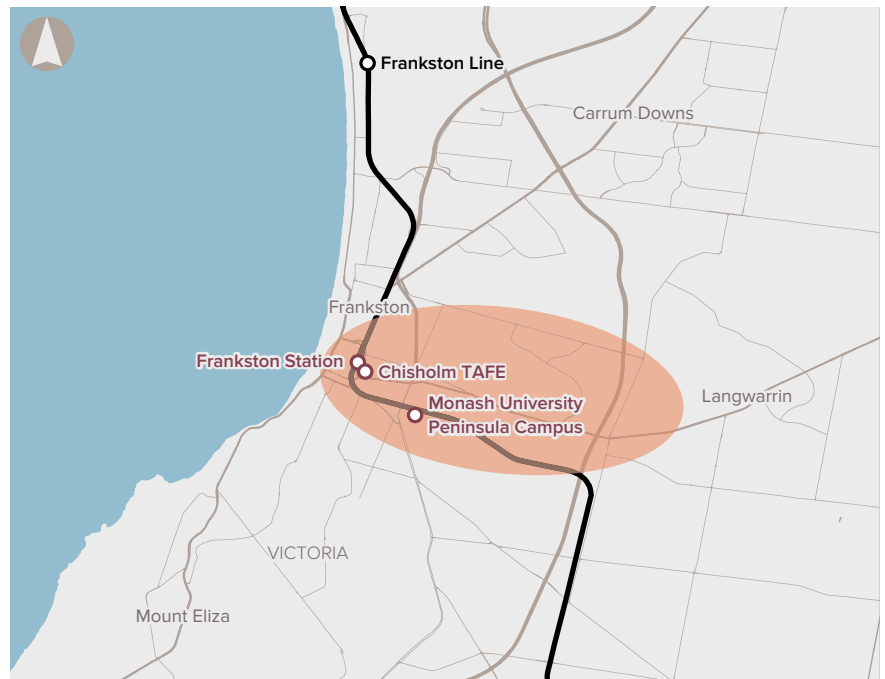 Frankston Line
Carrum Downs
Frankston
Frankston Station
Chisholm TAFE
Langwarrin
Monash University
Peninsula Campus
VICTORIA
Mount Eliza